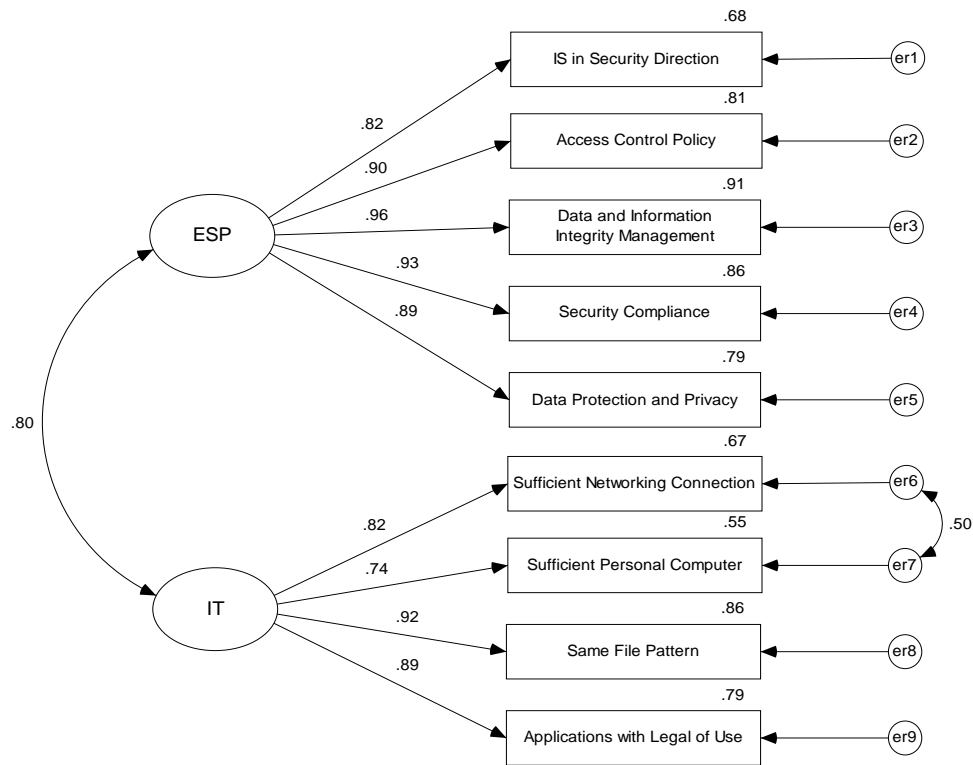 .68
IS in Security Direction
er1
.82
.81
Access Control Policy
er2
.90
.91
Data and Information
Integrity Management
er3
.96
ESP
.86
Security Compliance
er4
.93
.79
Data Protection and Privacy
er5
.89
.80
.67
Sufficient Networking Connection
er6
.82
.50
.55
Sufficient Personal Computer
er7
.74
IT
.86
Same File Pattern
er8
.92
.79
Applications with Legal of Use
er9
.89